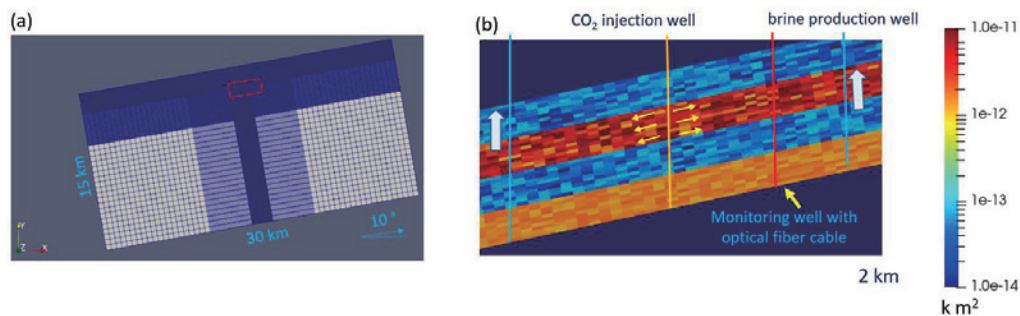 (a)
15 km
30 km
10 °
Y
Z
X
(b)
CO₂ injection well
brine production well
Monitoring well with
optical fiber cable
2 km
1.0e-11
1e-12
1e-13
1.0e-14
k m²